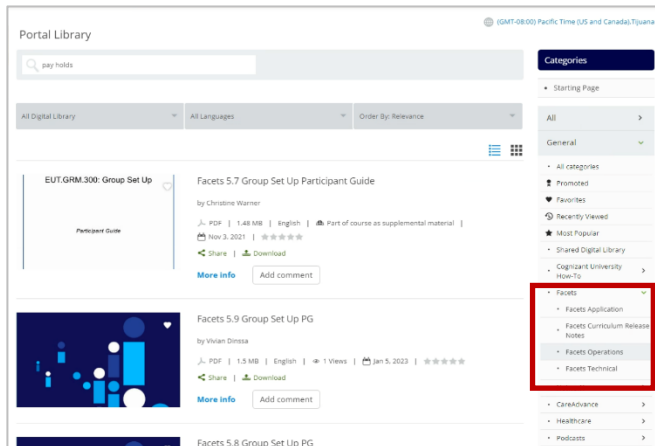 (GMT-08:00) Pacific Time (US and Canada),Tijuana
Portal Library
pay holds
All Digital Library
All Languages
Order By: Relevance
EUT.GRM.300: Group Set Up
Participant Guide
Facets 5.7 Group Set Up Participant Guide
by Christine Warner
PDF | 1.48 MB | English | Part of course as supplemental material |
Nov 3, 2021 |
Share | Download
More info
Add comment
Facets 5.9 Group Set Up PG
by Vivian Dinssa
PDF | 1.5 MB | English | 1 Views | Jan 5, 2023 |
Share | Download
More info
Add comment
Facets 5.8 Group Set Up PG
Categories
Starting Page
All
General
All categories
Promoted
Favorites
Recently Viewed
Most Popular
Shared Digital Library
Cognizant University
How-To
Facets
Facets Application
Facets Curriculum Release
Notes
Facets Operations
Facets Technical
CareAdvance
Healthcare
Podcasts